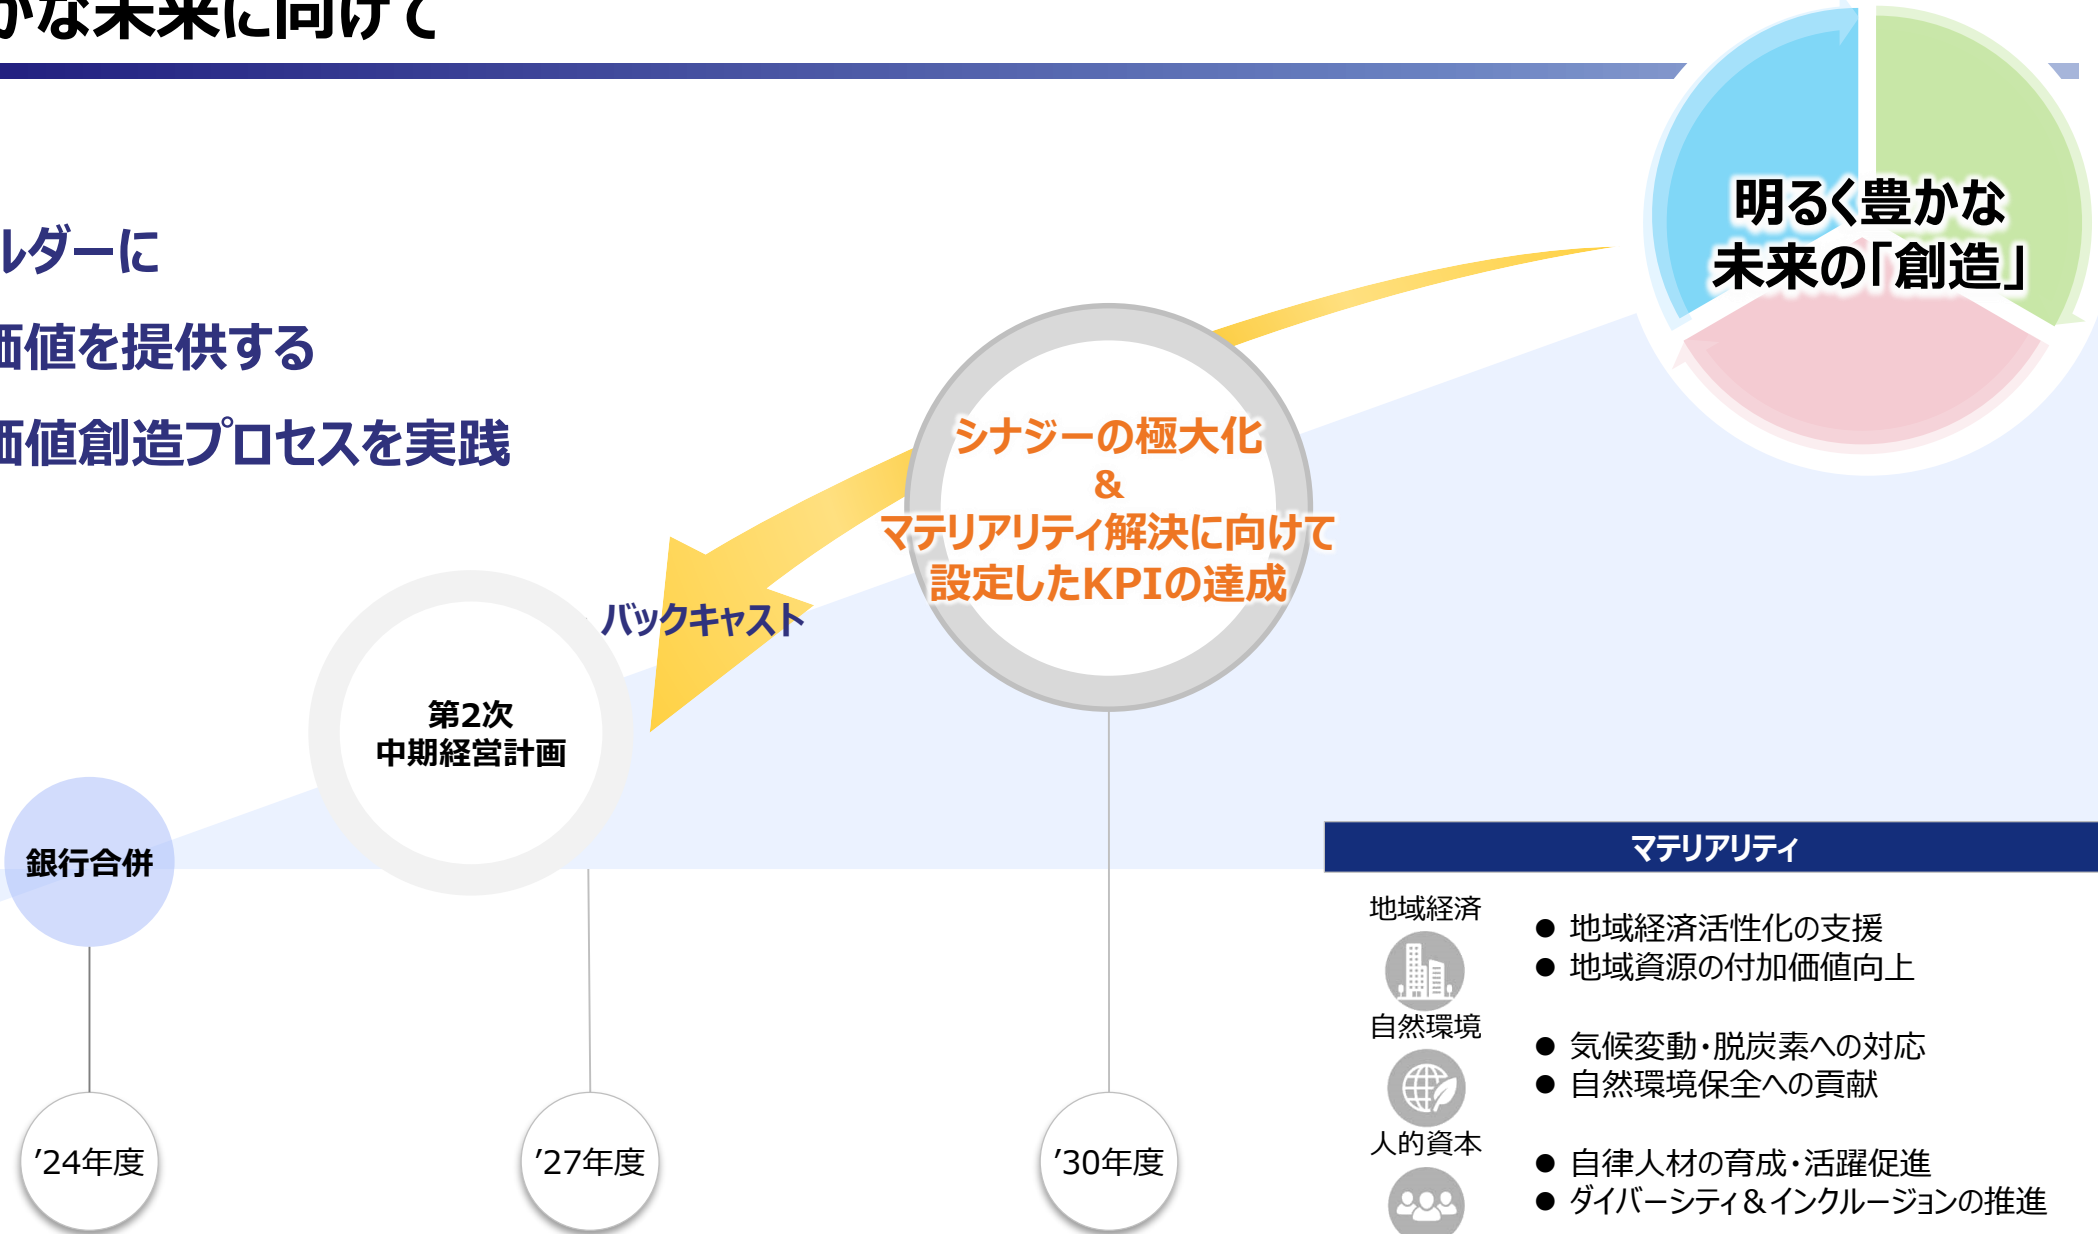 かな未来に向けて
明るく豊かな
未来の「創造」
ルダーに
価値を提供する
価値創造プロセスを実践
シナジーの極大化
&
マテリアリティ解決に向けて
設定したKPIの達成
バックキャスト
第2次
中期経営計画
銀行合併
’24年度
’27年度
’30年度
マテリアリティ
地域経済
● 地域経済活性化の支援
● 地域資源の付加価値向上
自然環境
● 気候変動・脱炭素への対応
● 自然環境保全への貢献
人的資本
● 自律人材の育成・活躍促進
● ダイバーシティ＆インクルージョンの推進